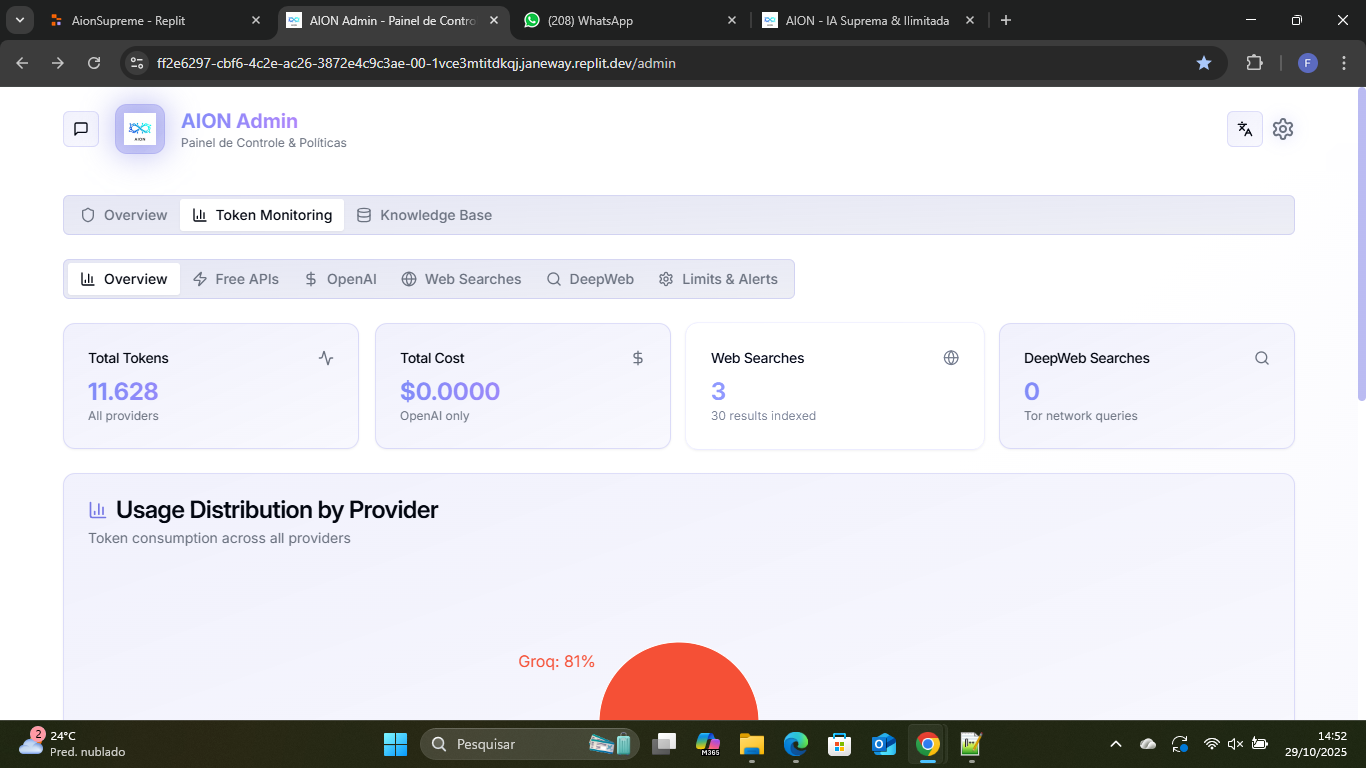 AionSupreme - Replit
AION Admin - Painel de Contro
(208) WhatsApp
AION - IA Suprema & Ilimitada
ff2e6297-cbf6-4c2e-ac26-3872e4c9c3ae-00-1vce3mtitdkqj.janeway.replit.dev/admin
F
AION
AION Admin
Painel de Controle & Políticas
Overview
Token Monitoring
Knowledge Base
Overview
Free APIs
OpenAI
Web Searches
DeepWeb
Limits & Alerts
Total Tokens
11.628
All providers
Total Cost
$0.0000
OpenAI only
Web Searches
3
30 results indexed
DeepWeb Searches
0
Tor network queries
Usage Distribution by Provider
Token consumption across all providers
Groq: 81%
2
24°C
Pred. nublado
Pesquisar
M365
14:52
29/10/2025